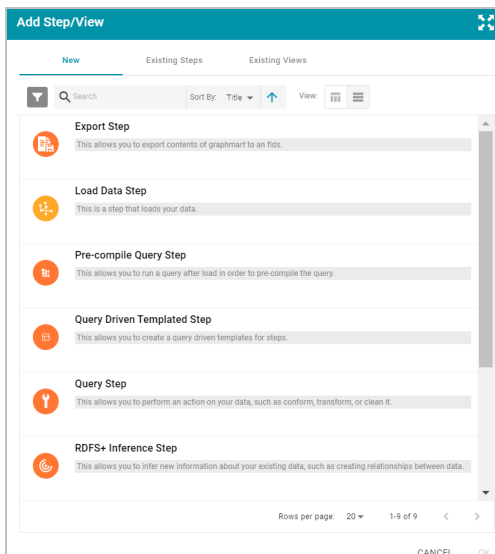 Add Step/View
New Existing Steps Existing Views
Search Sort By: Title View:
Export Step
This allows you to export contents of graphmart to an flds.
Load Data Step
This is a step that loads your data.
Pre-compile Query Step
This allows you to run a query after load in order to pre-compile the query.
Query Driven Templated Step
This allows you to create a query driven templates for steps.
Query Step
This allows you to perform an action on your data, such as conform, transform, or clean it.
RDFS+ Inference Step
This allows you to infer new information about your existing data, such as creating relationships between data.
Rows per page: 20 1-9 of 9
CANCEL OK